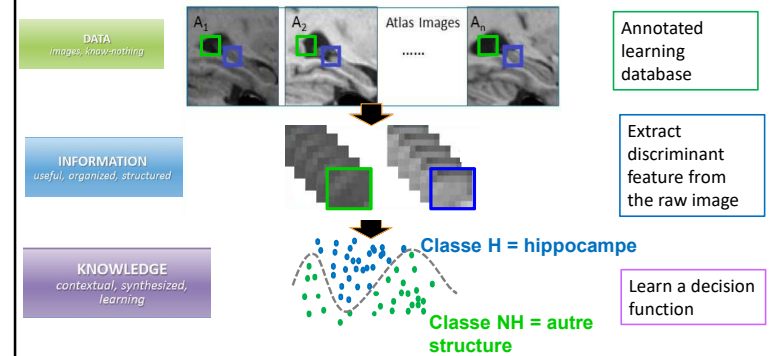 A1
A2
Atlas Images
......
An
DATA
images, know-nothing
Annotated
learning
database
INFORMATION
useful, organized, structured
Extract
discriminant
feature from
the raw image
KNOWLEDGE
contextual, synthesized,
learning
Classe H = hippocampe
Classe NH = autre
structure
Learn a decision
function